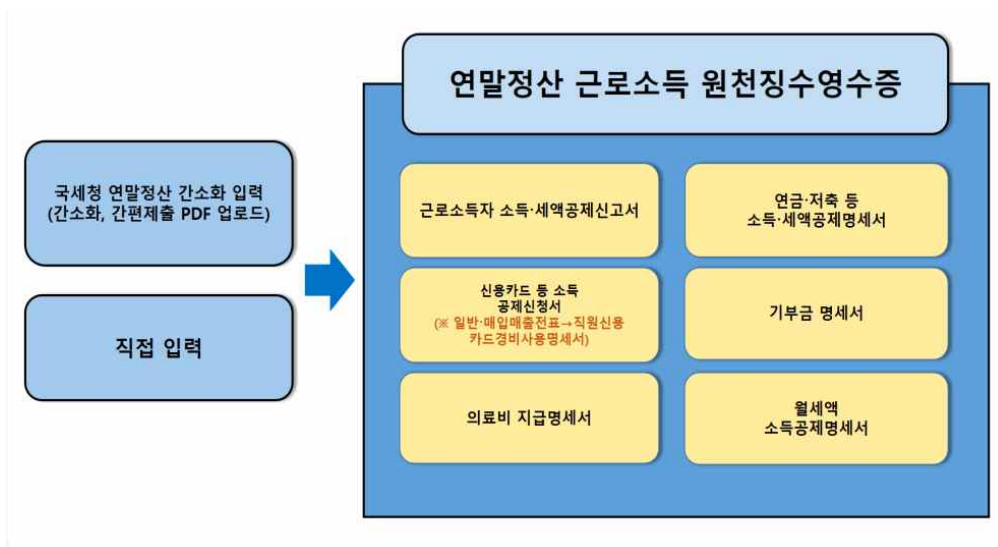 연말정산 근로소득 원천징수영수증
국세청 연말정산 간소화 입력
(간소화, 간편제출 PDF 업로드)
직접 입력
근로소득자 소득·세액공제신고서
연금·저축 등
소득·세액공제명세서
신용카드 등 소득
공제신청서
(※ 일반·매입매출전표→직원신용
카드경비사용명세서)
기부금 명세서
의료비 지급명세서
월세액
소득공제명세서